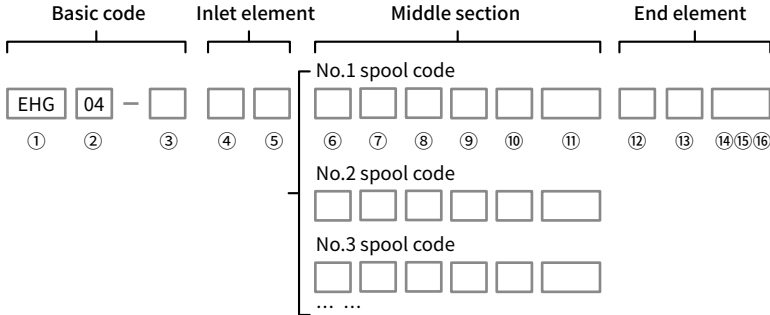 Basic code Inlet element Middle section End element
No.1 spool code
EHG 04 –
① ② ③ ④ ⑤ ⑥ ⑦ ⑧ ⑨ ⑩ ⑪ ⑫ ⑬ ⑭⑮⑯
No.2 spool code
No.3 spool code
... ...